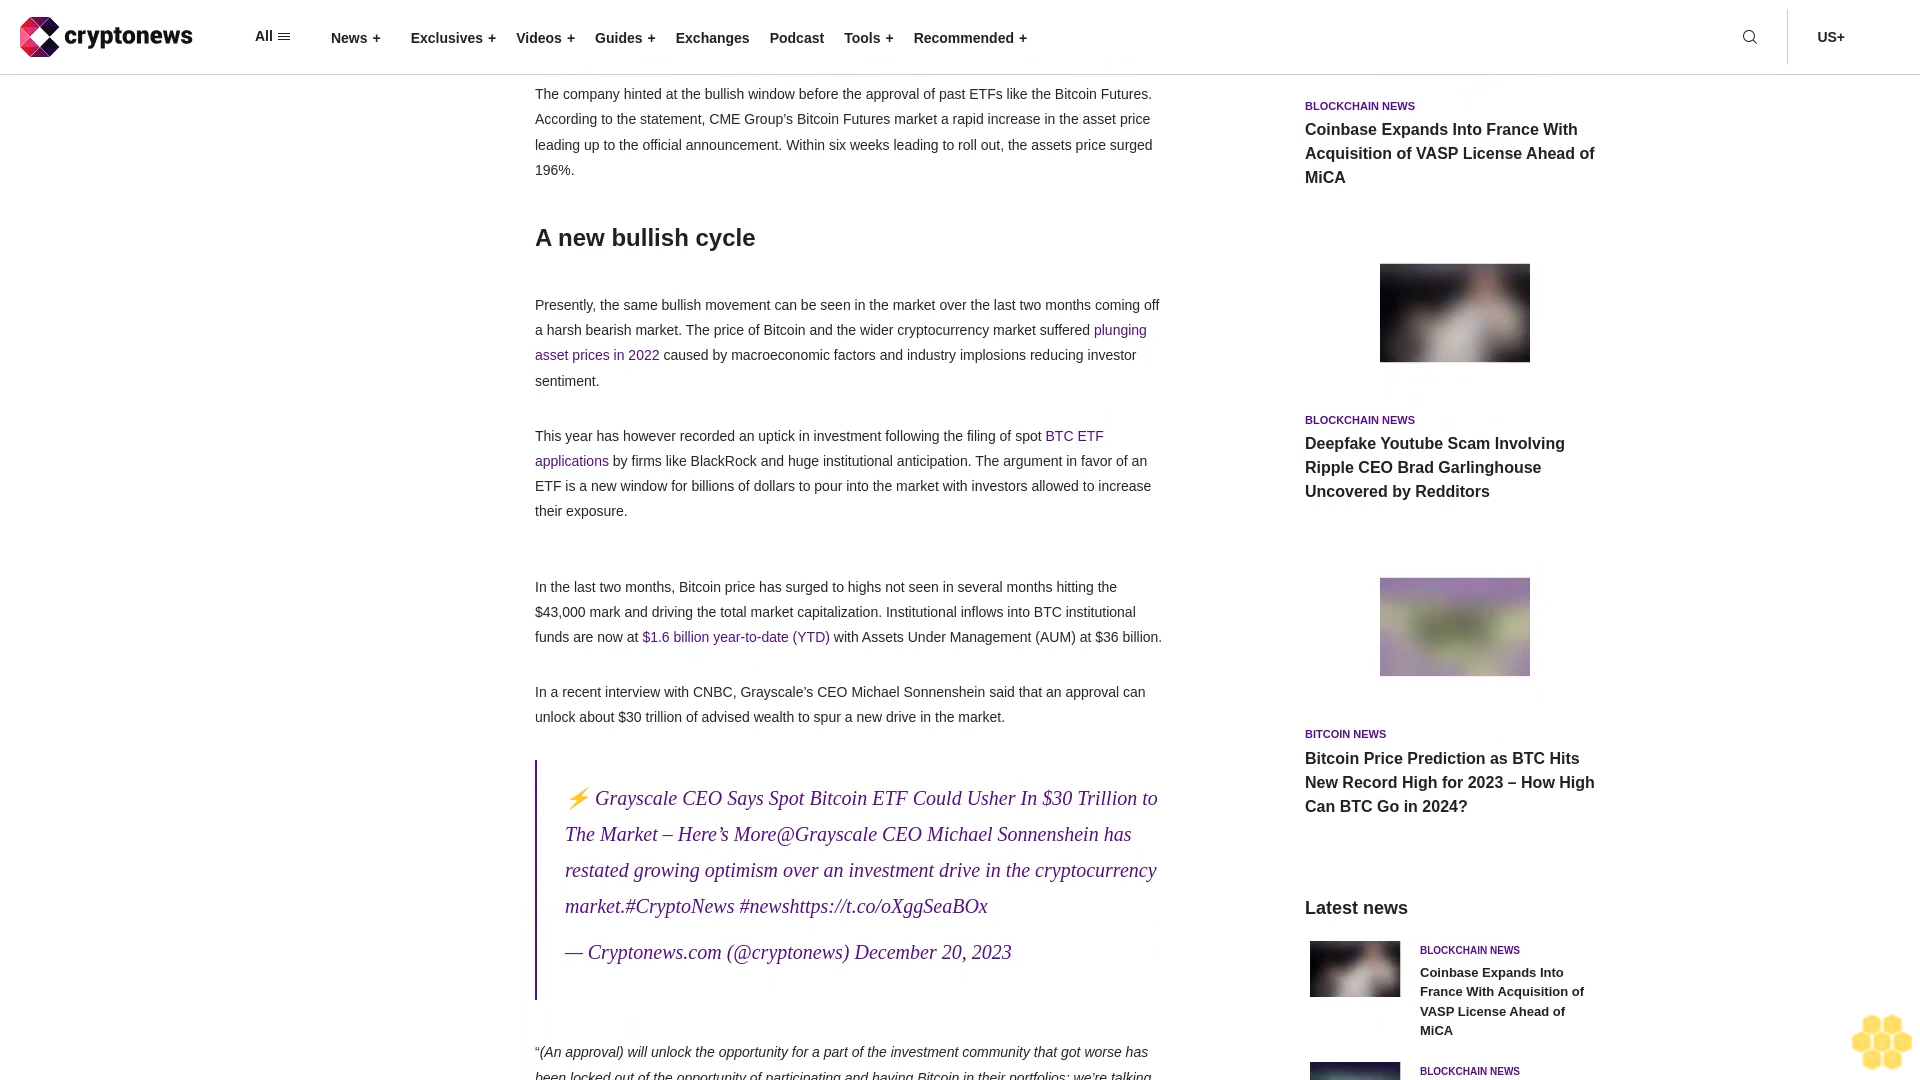 cryptonews
All
News +
Exclusives +
Videos +
Guides +
Exchanges
Podcast
Tools +
Recommended +
US+
The company hinted at the bullish window before the approval of past ETFs like the Bitcoin Futures.
According to the statement, CME Group’s Bitcoin Futures market a rapid increase in the asset price
leading up to the official announcement. Within six weeks leading to roll out, the assets price surged
196%.
A new bullish cycle
Presently, the same bullish movement can be seen in the market over the last two months coming off
a harsh bearish market. The price of Bitcoin and the wider cryptocurrency market suffered plunging
asset prices in 2022 caused by macroeconomic factors and industry implosions reducing investor
sentiment.
This year has however recorded an uptick in investment following the filing of spot BTC ETF
applications by firms like BlackRock and huge institutional anticipation. The argument in favor of an
ETF is a new window for billions of dollars to pour into the market with investors allowed to increase
their exposure.
In the last two months, Bitcoin price has surged to highs not seen in several months hitting the
$43,000 mark and driving the total market capitalization. Institutional inflows into BTC institutional
funds are now at $1.6 billion year-to-date (YTD) with Assets Under Management (AUM) at $36 billion.
In a recent interview with CNBC, Grayscale’s CEO Michael Sonnenshein said that an approval can
unlock about $30 trillion of advised wealth to spur a new drive in the market.
⚡ Grayscale CEO Says Spot Bitcoin ETF Could Usher In $30 Trillion to
The Market – Here’s More@Grayscale CEO Michael Sonnenshein has
restated growing optimism over an investment drive in the cryptocurrency
market.#CryptoNews #newshttps://t.co/oXggSeaBOx
— Cryptonews.com (@cryptonews) December 20, 2023
“(An approval) will unlock the opportunity for a part of the investment community that got worse has
been locked out of the opportunity of participating and having Bitcoin in their portfolios; we’re talking
BLOCKCHAIN NEWS
Coinbase Expands Into France With
Acquisition of VASP License Ahead of
MiCA
BLOCKCHAIN NEWS
Deepfake Youtube Scam Involving
Ripple CEO Brad Garlinghouse
Uncovered by Redditors
BITCOIN NEWS
Bitcoin Price Prediction as BTC Hits
New Record High for 2023 – How High
Can BTC Go in 2024?
Latest news
BLOCKCHAIN NEWS
Coinbase Expands Into
France With Acquisition of
VASP License Ahead of
MiCA
BLOCKCHAIN NEWS